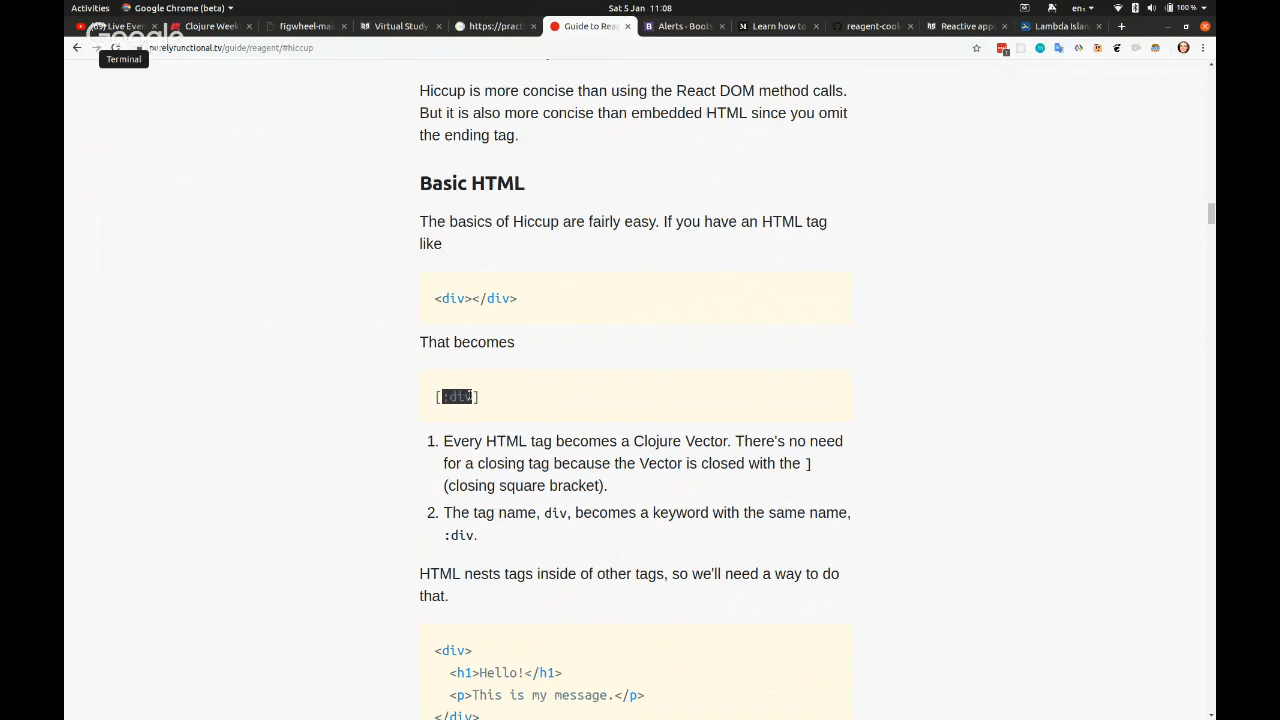 Activities Google Chrome (beta) Sat 5 Jan 11:08 en 100 %
Live Even Clojure Week figwheel-mai Virtual Study https://pract Guide to Rea Alerts · Boots Learn how to reagent-cook Reactive app Lambda Islan
Google
purelyfunctional.tv/guide/reagent/#hiccup
Terminal
Hiccup is more concise than using the React DOM method calls.
But it is also more concise than embedded HTML since you omit
the ending tag.
Basic HTML
The basics of Hiccup are fairly easy. If you have an HTML tag
like
<div></div>
That becomes
[:div]
1. Every HTML tag becomes a Clojure Vector. There's no need
for a closing tag because the Vector is closed with the ]
(closing square bracket).
2. The tag name, div, becomes a keyword with the same name,
:div.
HTML nests tags inside of other tags, so we'll need a way to do
that.
<div>
<h1>Hello!</h1>
<p>This is my message.</p>
</div>